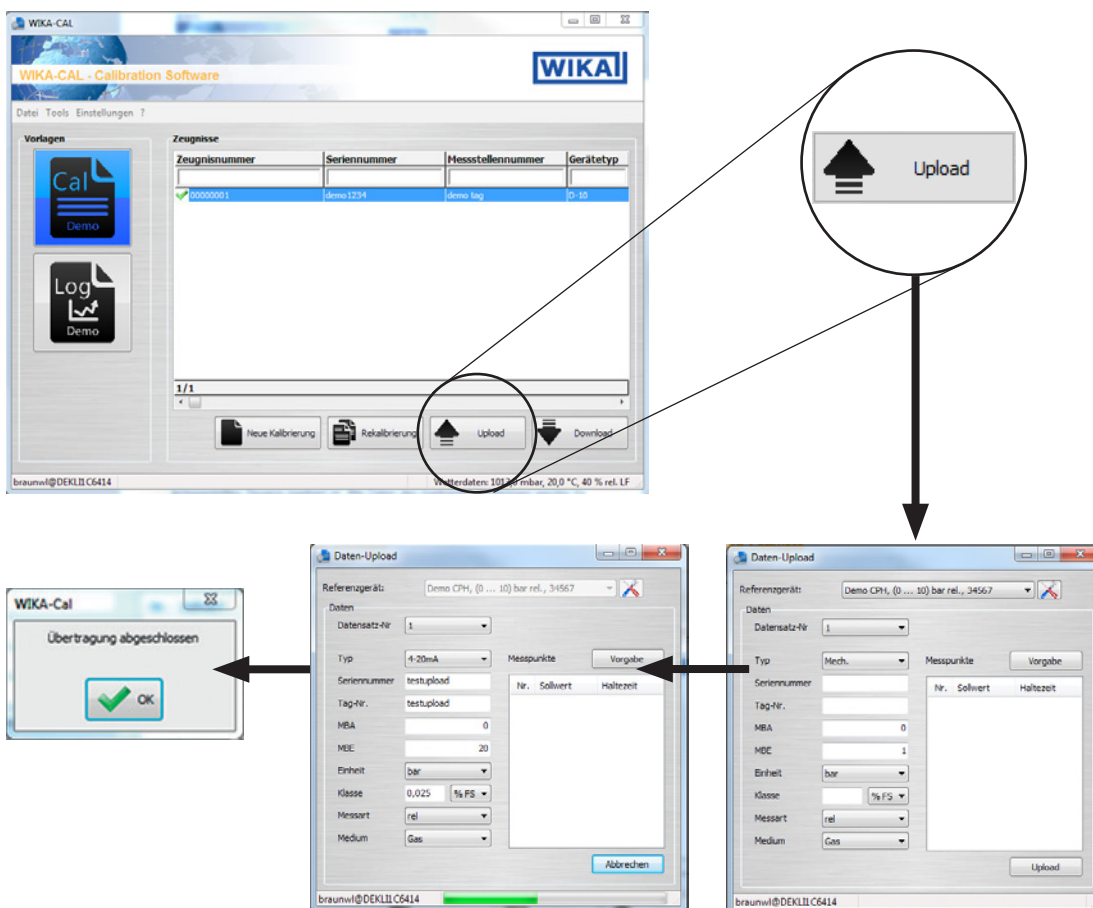 WIKA-CAL
WIKA-CAL - Calibration Software
WIKA
Datei Tools Einstellungen ?
Vorlagen
Cal
Demo
Log
Demo
Zeugnisse
Zeugnisnummer Seriennummer Messstellennummer Gerätetyp
00000001 demo1234 demo tag D-10
1/1
Neue Kalibrierung Rekalibrierung Upload Download
braunwl@DEKLI1C6414 Wetterdaten: 1013,0 mbar, 20,0 °C, 40 % rel. LF
Upload
WIKA-Cal
Übertragung abgeschlossen
OK
Daten-Upload
Referenzgerät: Demo CPH, (0 ... 10) bar rel., 34567
Daten
Datensatz-Nr 1
Typ 4-20mA Messpunkte Vorgabe
Seriennummer testupload Nr. Sollwert Haltezeit
Tag-Nr. testupload
MBA 0
MBE 20
Einheit bar
Klasse 0,025 % FS
Messart rel
Medium Gas
Abbrechen
braunwl@DEKLI1C6414
Daten-Upload
Referenzgerät: Demo CPH, (0 ... 10) bar rel., 34567
Daten
Datensatz-Nr 1
Typ Mech. Messpunkte Vorgabe
Seriennummer Nr. Sollwert Haltezeit
Tag-Nr.
MBA 0
MBE 1
Einheit bar
Klasse % FS
Messart rel
Medium Gas
Upload
braunwl@DEKLI1C6414